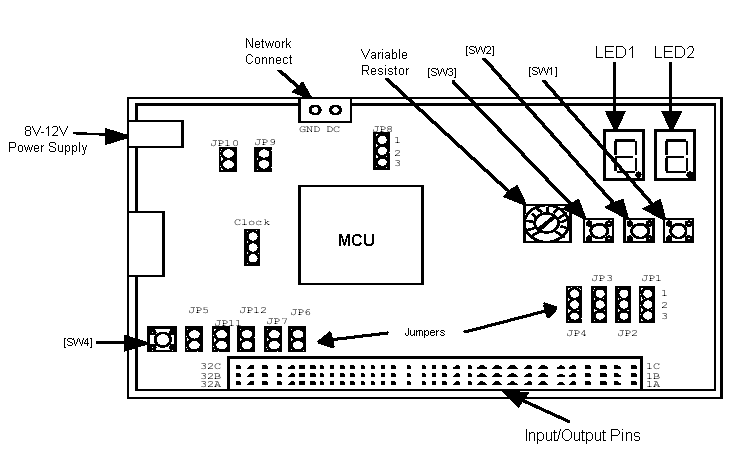 Network
Connect
Variable
Resistor
[SW2]
[SW3]
[SW1]
LED1
LED2
8V-12V
Power Supply
GND DC
JP10
JP9
JP8
1
2
3
Clock
MCU
JP3
JP1
1
2
3
JP4
JP2
JP5
JP11
JP12
JP7
JP6
[SW4]
Jumpers
32C
32B
32A
1C
1B
1A
Input/Output Pins